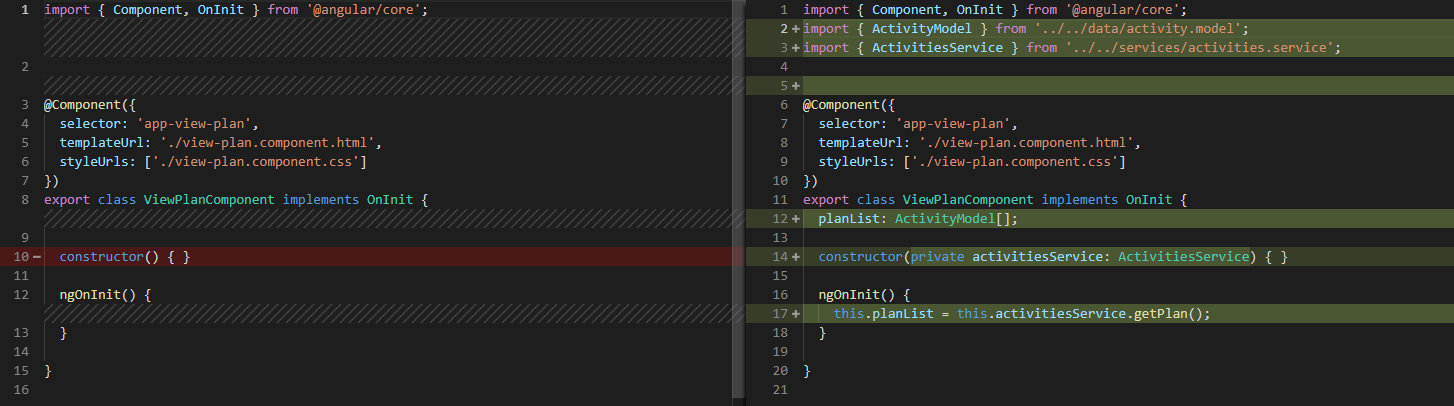 1 import { Component, OnInit } from '@angular/core';
2
3 @Component({
4   selector: 'app-view-plan',
5   templateUrl: './view-plan.component.html',
6   styleUrls: ['./view-plan.component.css']
7 })
8 export class ViewPlanComponent implements OnInit {
9
10 −   constructor() { }
11
12   ngOnInit() {
13   }
14
15 }
16
1 import { Component, OnInit } from '@angular/core';
2 + import { ActivityModel } from '../../data/activity.model';
3 + import { ActivitiesService } from '../../services/activities.service';
4
5 +
6 @Component({
7   selector: 'app-view-plan',
8   templateUrl: './view-plan.component.html',
9   styleUrls: ['./view-plan.component.css']
10 })
11 export class ViewPlanComponent implements OnInit {
12 +   planList: ActivityModel[];
13
14 +   constructor(private activitiesService: ActivitiesService) { }
15
16   ngOnInit() {
17 +     this.planList = this.activitiesService.getPlan();
18   }
19
20 }
21